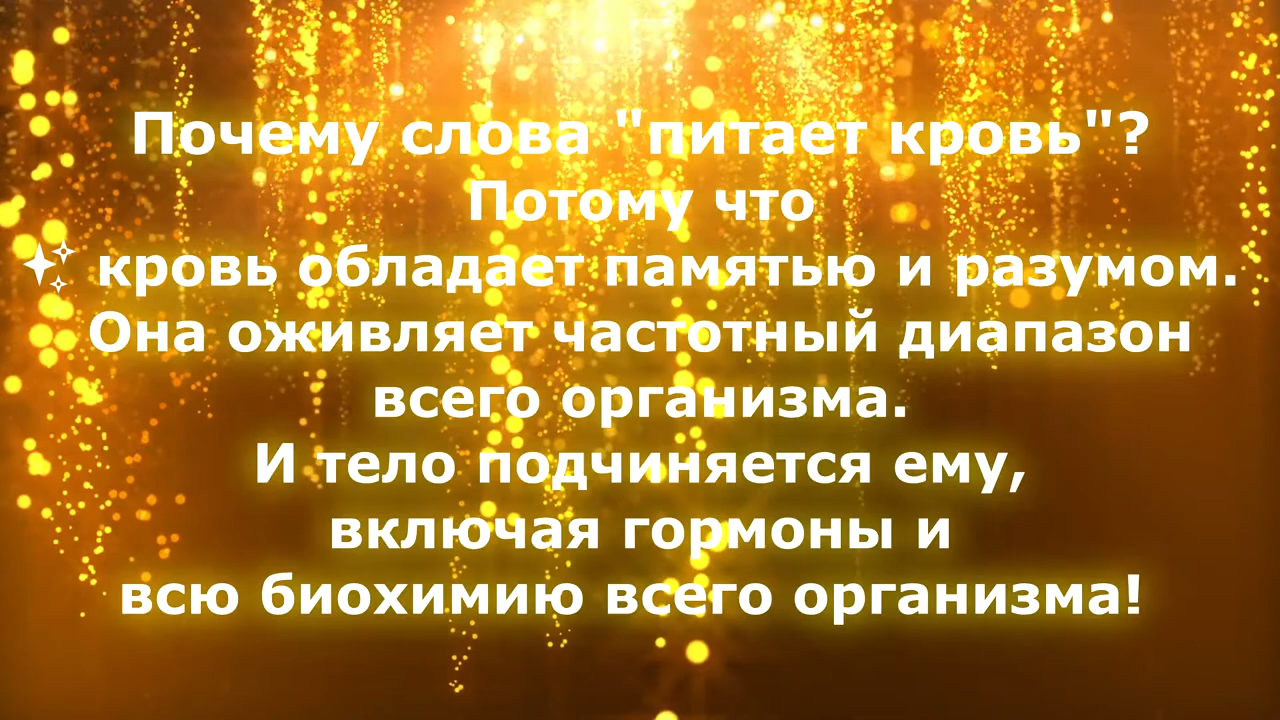 Почему слова "питает кровь"?
Потому что
✨ кровь обладает памятью и разумом.
Она оживляет частотный диапазон
всего организма.
И тело подчиняется ему,
включая гормоны и
всю биохимию всего организма!